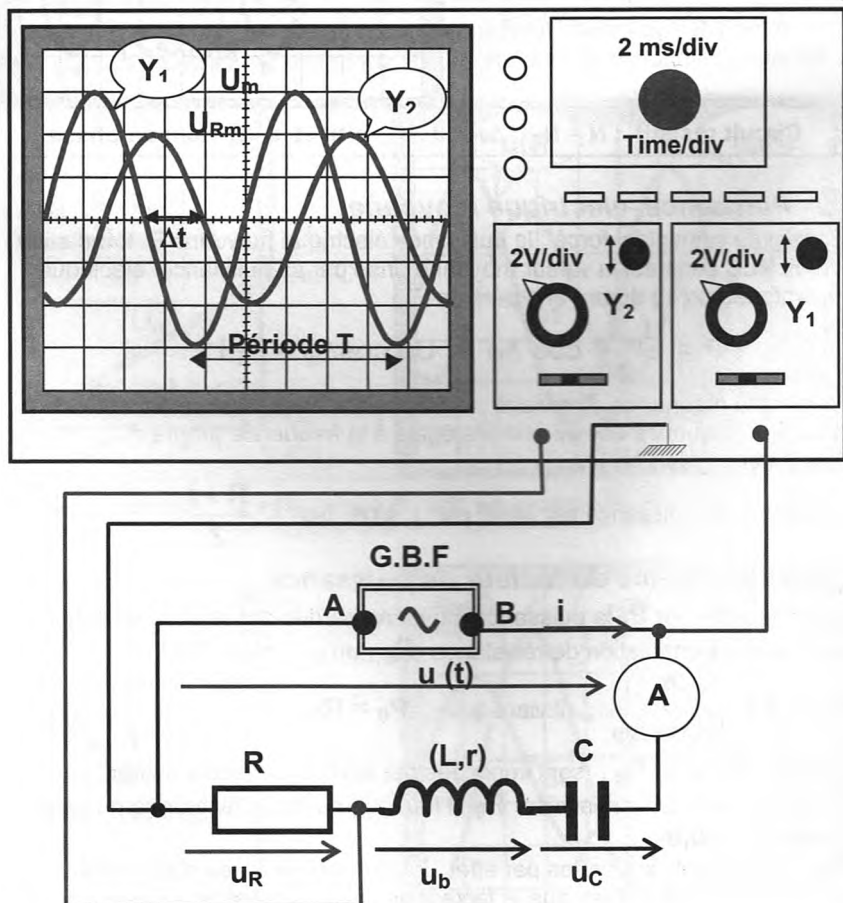 Y₁
U_m
Y₂
U_Rm
Δt
Période T
2 ms/div
Time/div
2V/div
Y₂
2V/div
Y₁
G.B.F
A
B
i
u (t)
A
R
(L,r)
C
u_R
u_b
u_C